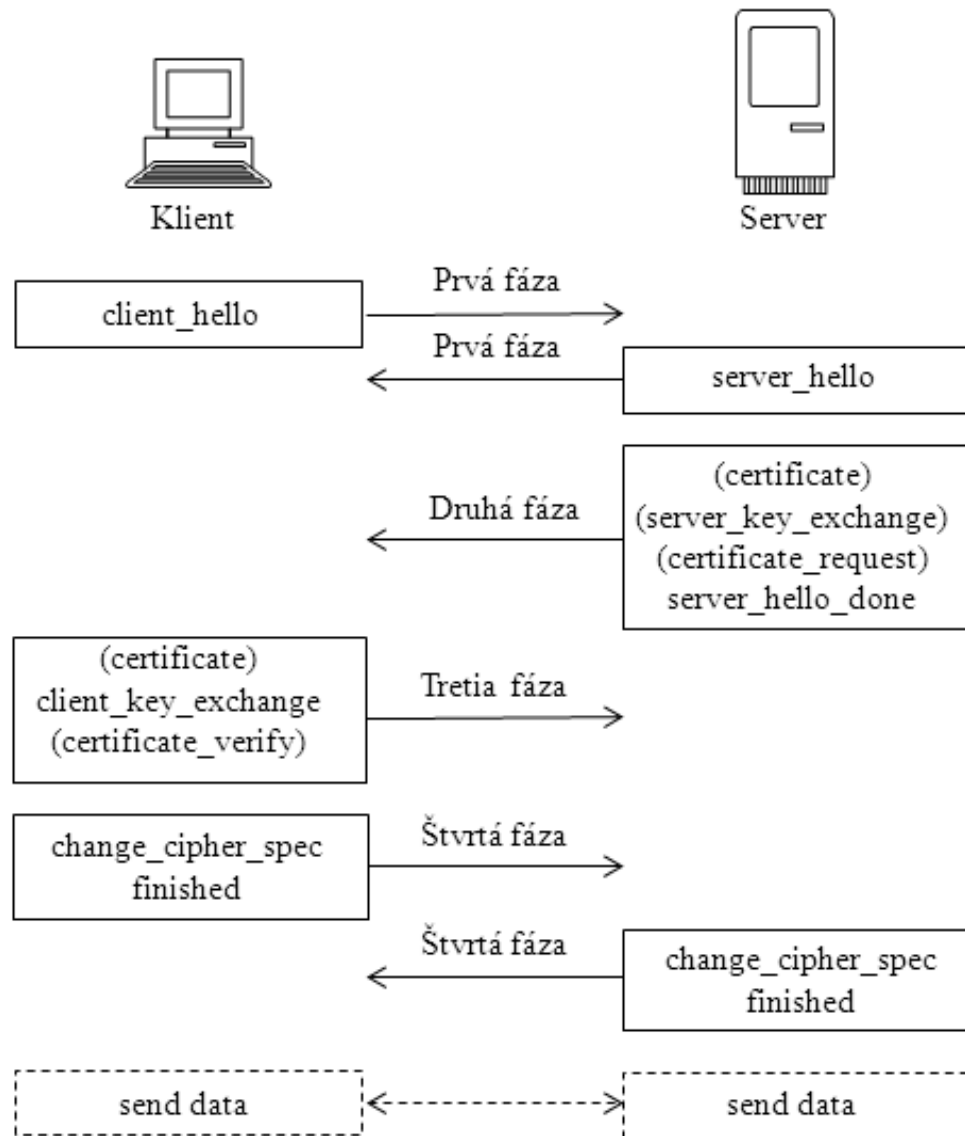 Klient
Server
Prvá fáza
client_hello
Prvá fáza
server_hello
(certificate)
Druhá fáza
(server_key_exchange)
(certificate_request)
server_hello_done
(certificate)
client_key_exchange
(certificate_verify)
Tretia fáza
change_cipher_spec
finished
Štvrtá fáza
Štvrtá fáza
change_cipher_spec
finished
send data
send data